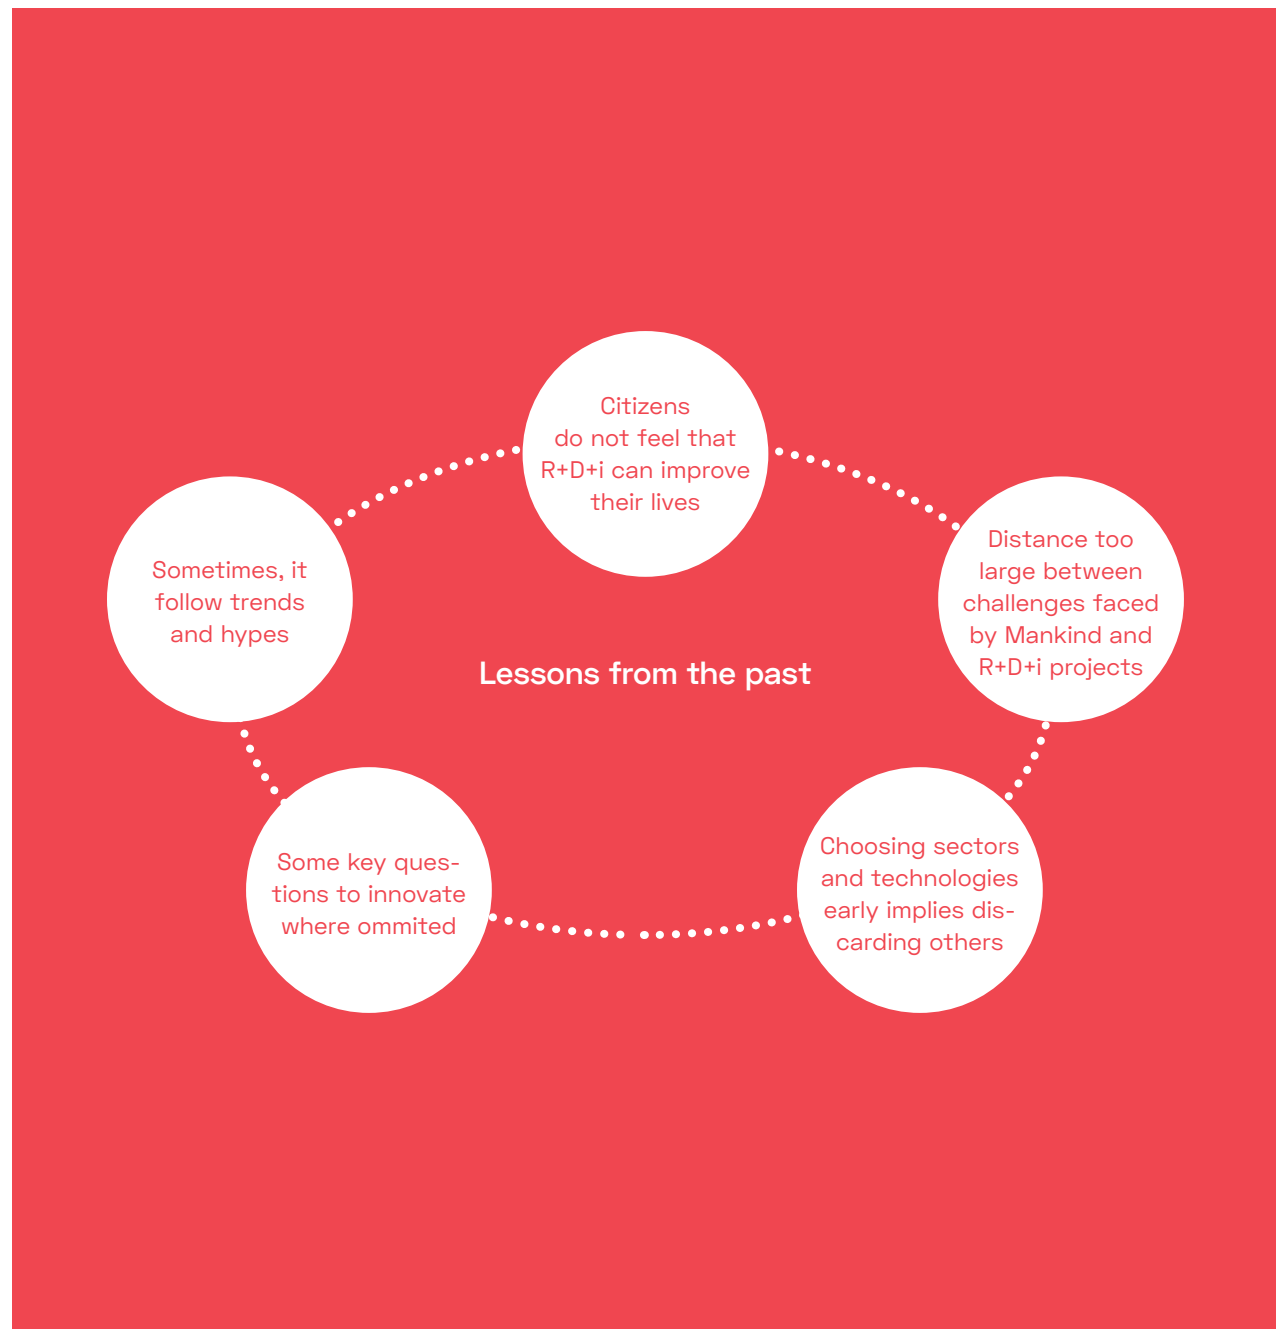 Citizens
do not feel that
R+D+i can improve
their lives
Distance too
large between
challenges faced
by Mankind and
R+D+i projects
Sometimes, it
follow trends
and hypes
Lessons from the past
Choosing sectors
and technologies
early implies dis-
carding others
Some key ques-
tions to innovate
where ommited